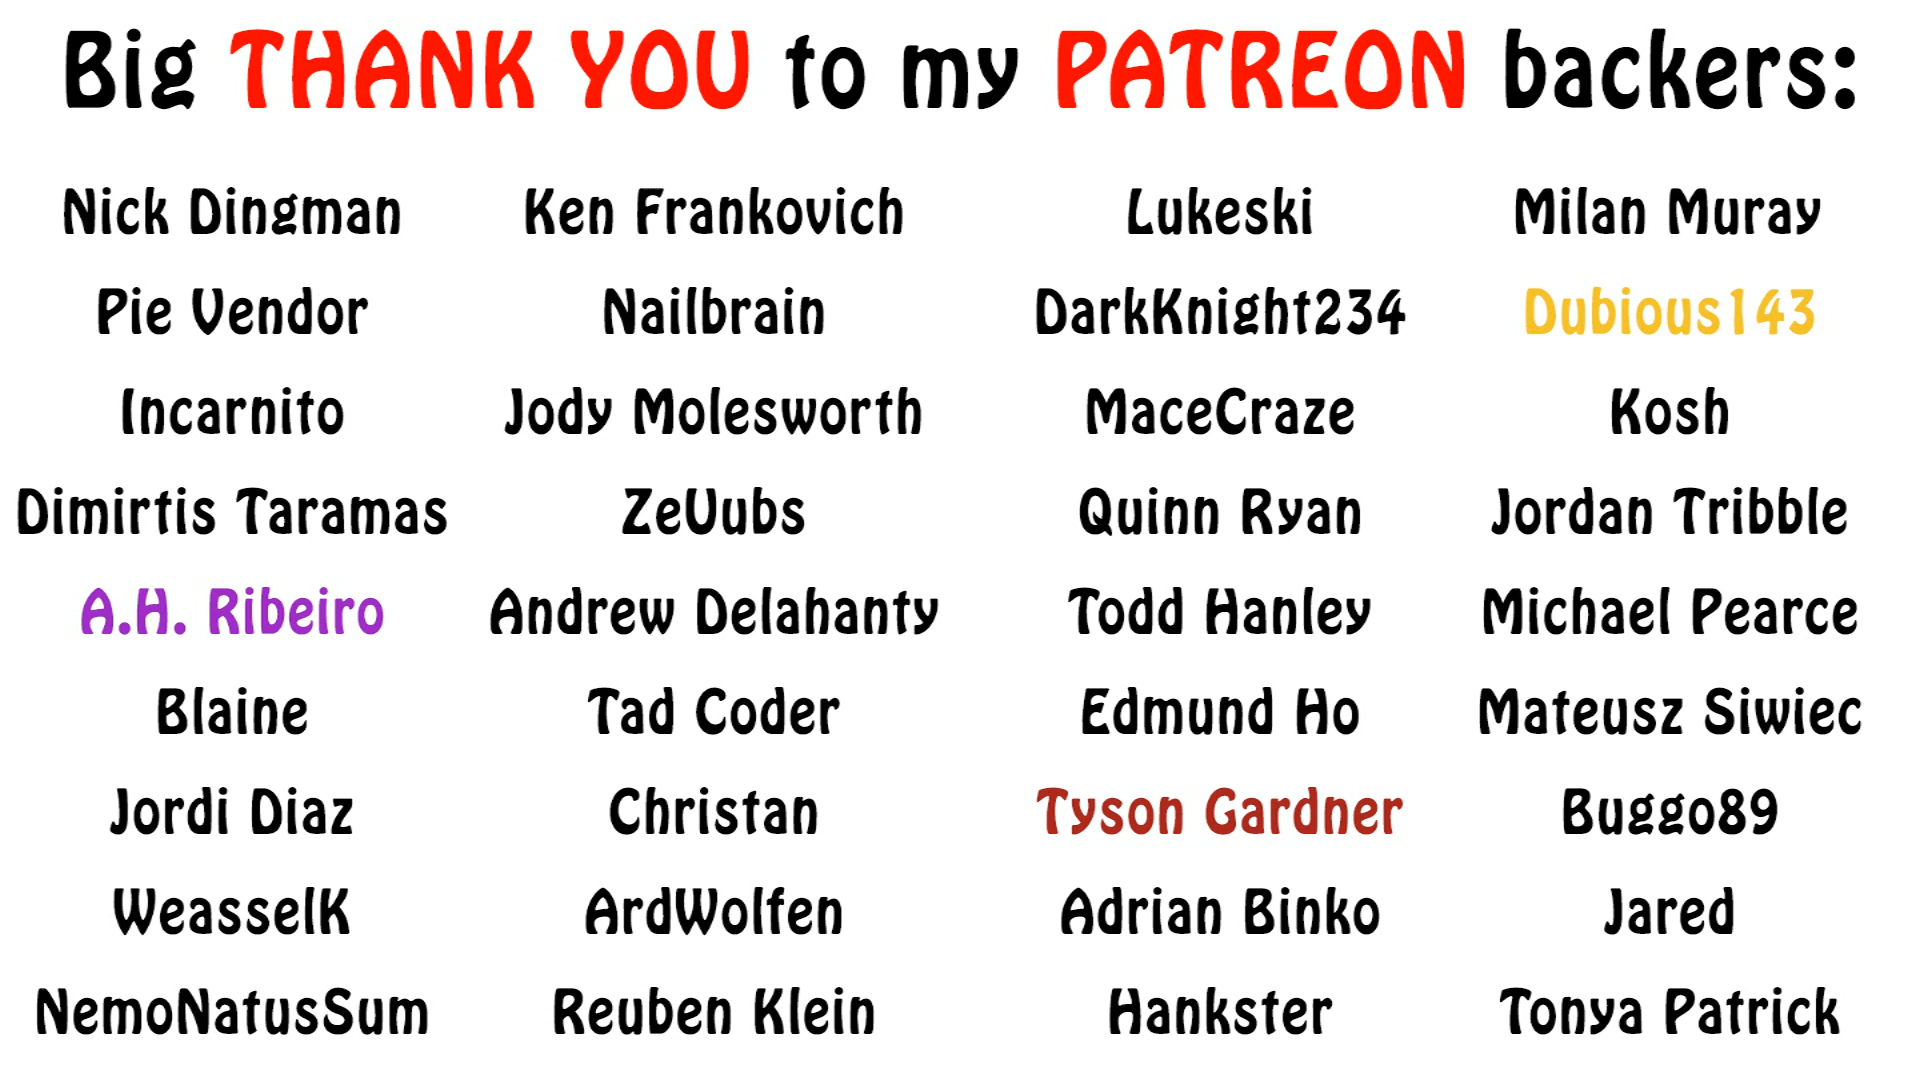 Big THANK YOU to my PATREON backers:
Nick Dingman Ken Frankovich Lukeski Milan Muray
Pie Vendor Nailbrain DarkKnight234 Dubious143
Incarnito Jody Molesworth MaceCraze Kosh
Dimirtis Taramas ZeUubs Quinn Ryan Jordan Tribble
A.H. Ribeiro Andrew Delahanty Todd Hanley Michael Pearce
Blaine Tad Coder Edmund Ho Mateusz Siwiec
Jordi Diaz Christan Tyson Gardner Buggo89
WeasselK ArdWolfen Adrian Binko Jared
NemoNatusSum Reuben Klein Hankster Tonya Patrick